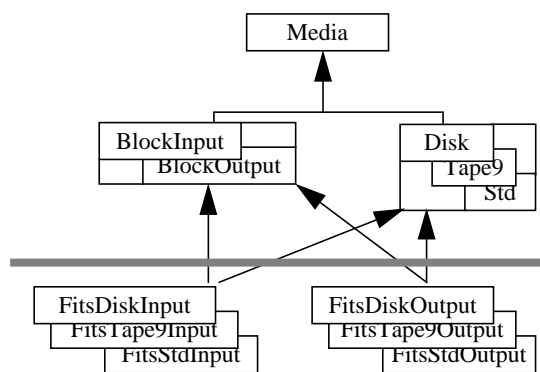 Media
BlockInput
BlockOutput
Disk
Tape9
Std
FitsDiskInput
FitsTape9Input
FitsStdInput
FitsDiskOutput
FitsTape9Output
FitsStdOutput